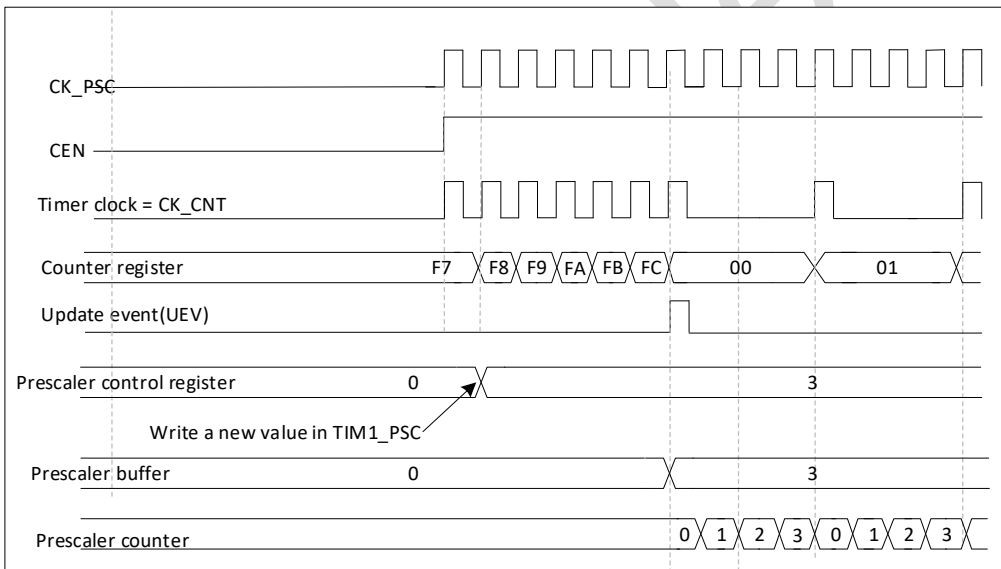 CK_PSC
CEN
Timer clock = CK_CNT
Counter register F7 F8 F9 FA FB FC 00 01
Update event(UEV)
Prescaler control register 0 3
Write a new value in TIM1_PSC
Prescaler buffer 0 3
Prescaler counter 0 1 2 3 0 1 2 3